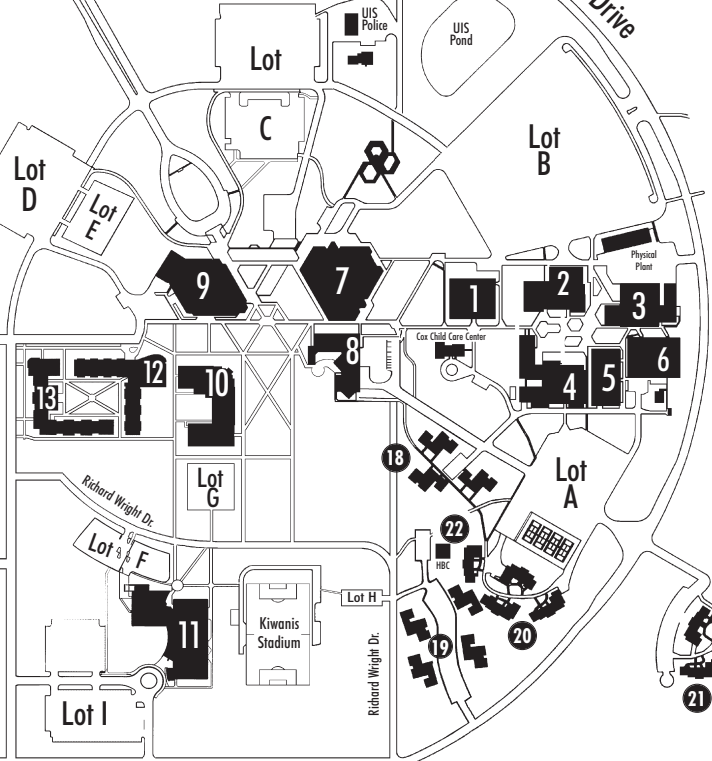 Drive
UIS
Police
UIS
Pond
Lot
C
Lot
B
Lot
D
Lot
E
Physical
Plant
9
7
1
2
3
Cox Child Care Center
8
4
5
6
12
13
10
18
Lot
G
Lot
A
Richard Wright Dr.
22
HBC
Lot F
Lot H
Kiwanis
Stadium
11
Richard Wright Dr.
19
20
21
Lot I